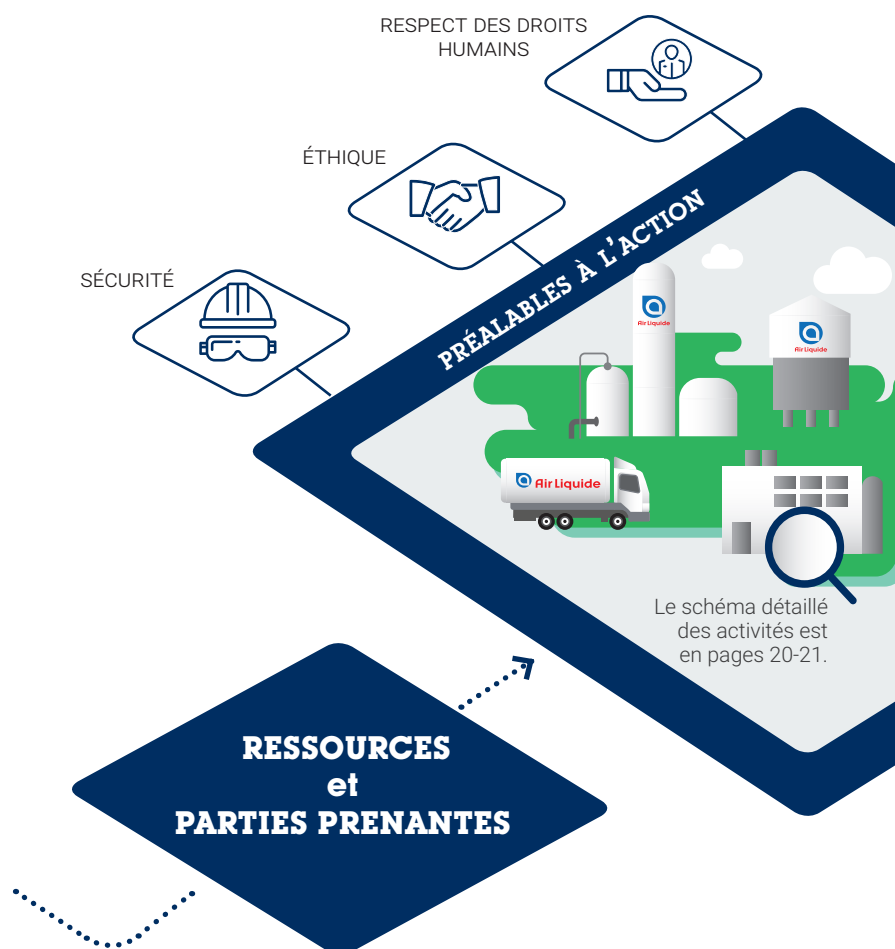 RESPECT DES DROITS
HUMAINS
ÉTHIQUE
SÉCURITÉ
PRÉALABLES À L'ACTION
Air Liquide
Air Liquide
Air Liquide
Le schéma détaillé
des activités est
en pages 20-21.
RESSOURCES
et
PARTIES PRENANTES